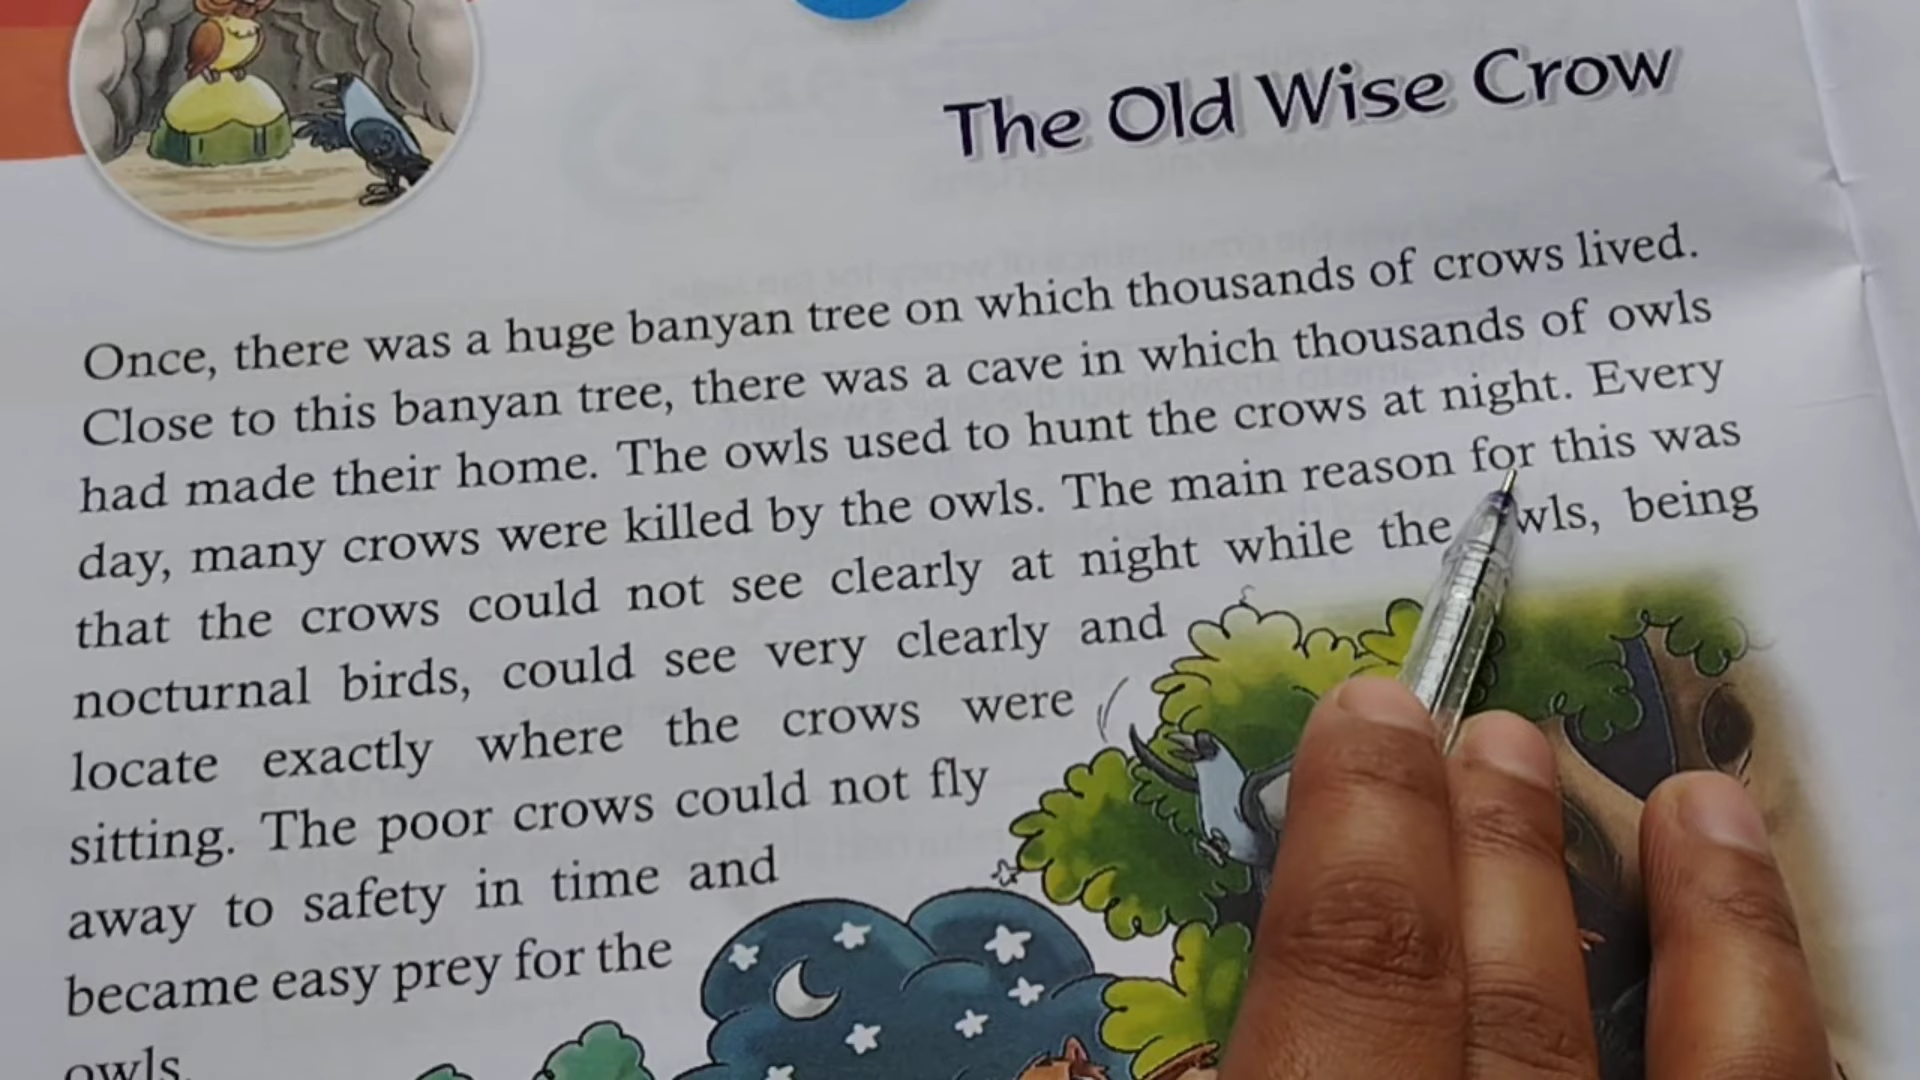 The Old Wise Crow
Once, there was a huge banyan tree on which thousands of crows lived.
Close to this banyan tree, there was a cave in which thousands of owls
had made their home. The owls used to hunt the crows at night. Every
day, many crows were killed by the owls. The main reason for this was
that the crows could not see clearly at night while the owls, being
nocturnal birds, could see very clearly and
locate exactly where the crows were
sitting. The poor crows could not fly
away to safety in time and
became easy prey for the
owls.